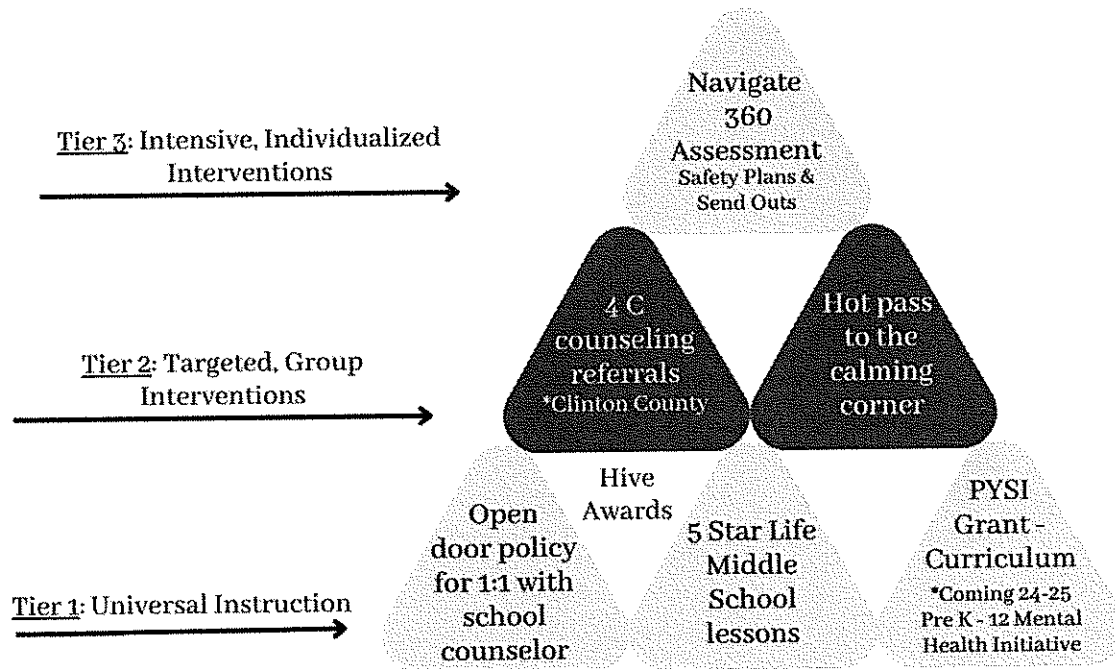 Navigate
360
Assessment
Safety Plans &
Send Outs
Tier 3: Intensive, Individualized
Interventions
4 C
counseling
referrals
*Clinton County
Hot pass
to the
calming
corner
Tier 2: Targeted, Group
Interventions
Hive
Awards
Open
door policy
for 1:1 with
school
counselor
5 Star Life
Middle
School
lessons
PYSI
Grant -
Curriculum
*Coming 24-25
Pre K - 12 Mental
Health Initiative
Tier 1: Universal Instruction